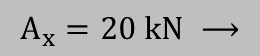 Aₓ = 20 kN ⟶